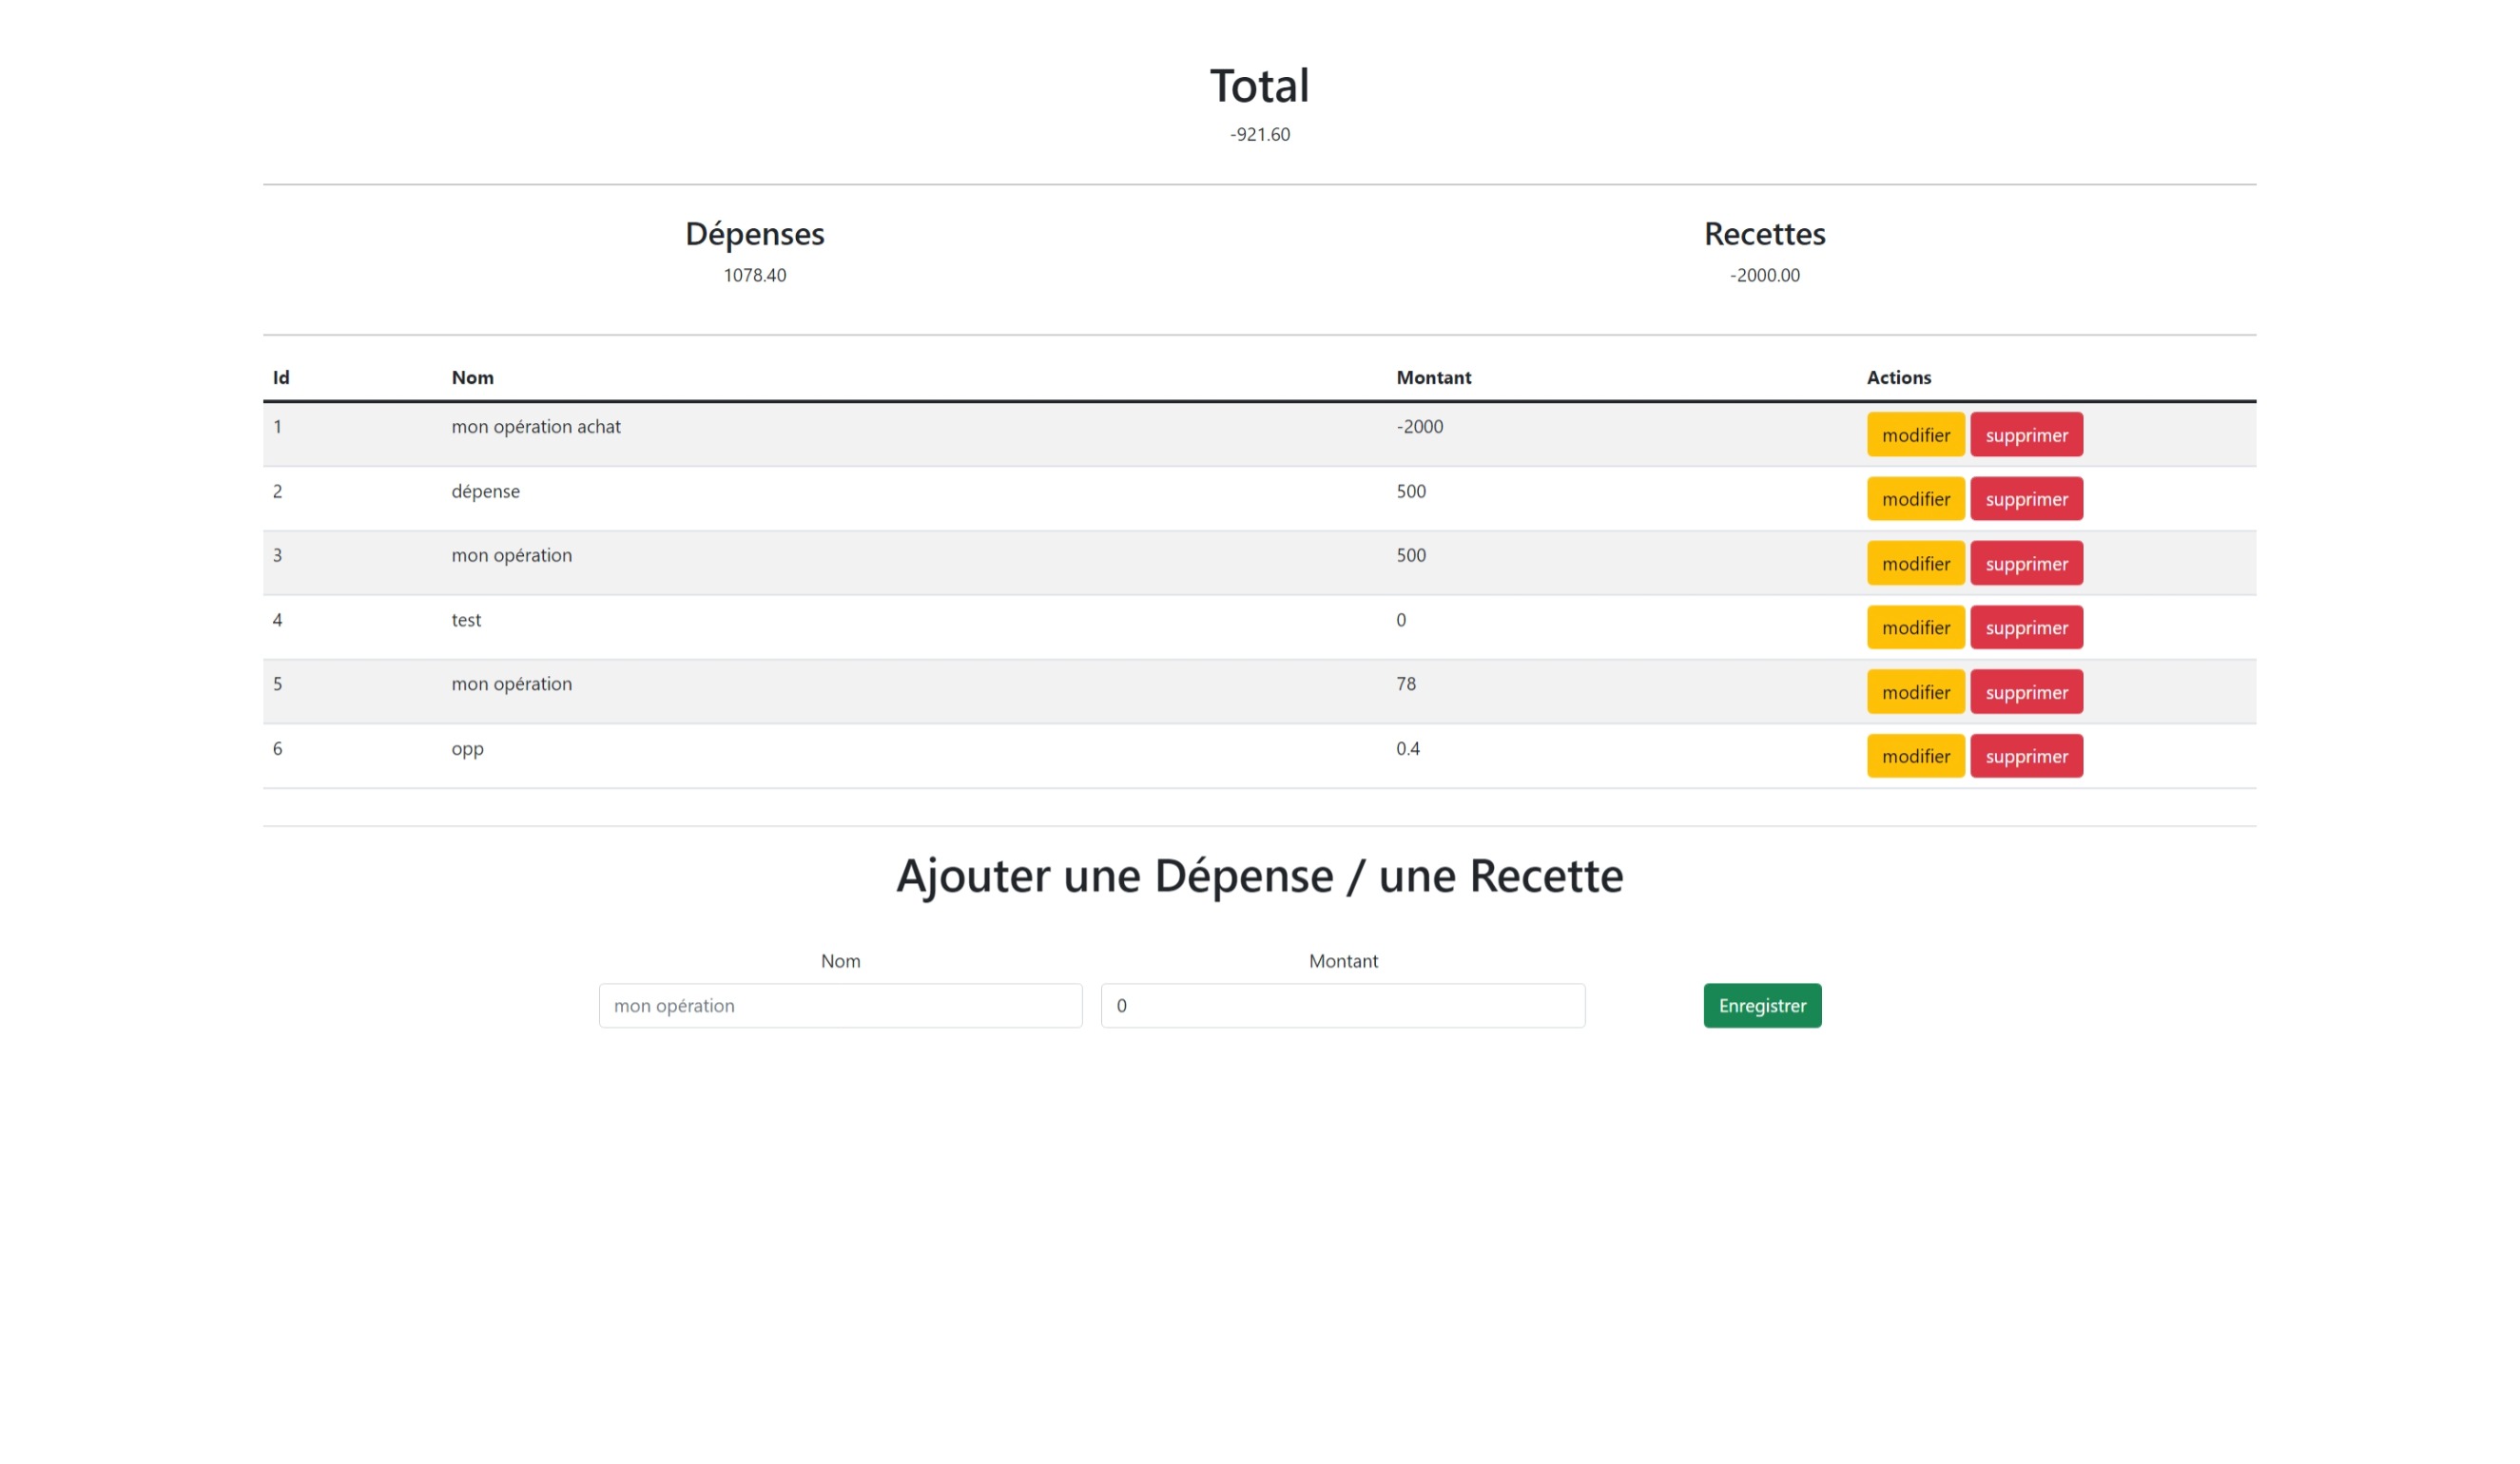 Total
-921.60
Dépenses Recettes
1078.40 -2000.00
Id Nom Montant Actions
1 mon opération achat -2000 modifier supprimer
2 dépense 500 modifier supprimer
3 mon opération 500 modifier supprimer
4 test 0 modifier supprimer
5 mon opération 78 modifier supprimer
6 opp 0.4 modifier supprimer
Ajouter une Dépense / une Recette
Nom Montant
mon opération 0 Enregistrer